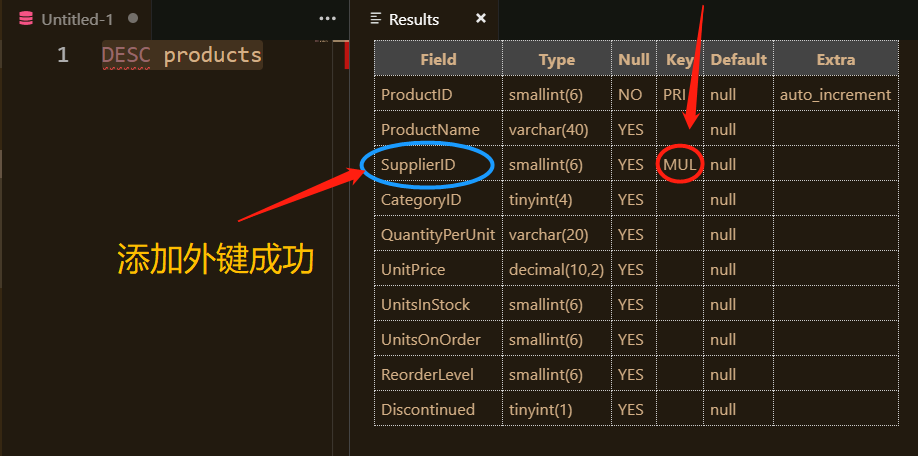 Untitled-1
Results
1 DESC products
Field Type Null Key Default Extra
ProductID smallint(6) NO PRI null auto_increment
ProductName varchar(40) YES null
SupplierID smallint(6) YES MUL null
CategoryID tinyint(4) YES null
QuantityPerUnit varchar(20) YES null
UnitPrice decimal(10,2) YES null
UnitsInStock smallint(6) YES null
UnitsOnOrder smallint(6) YES null
ReorderLevel smallint(6) YES null
Discontinued tinyint(1) YES null
添加外键成功